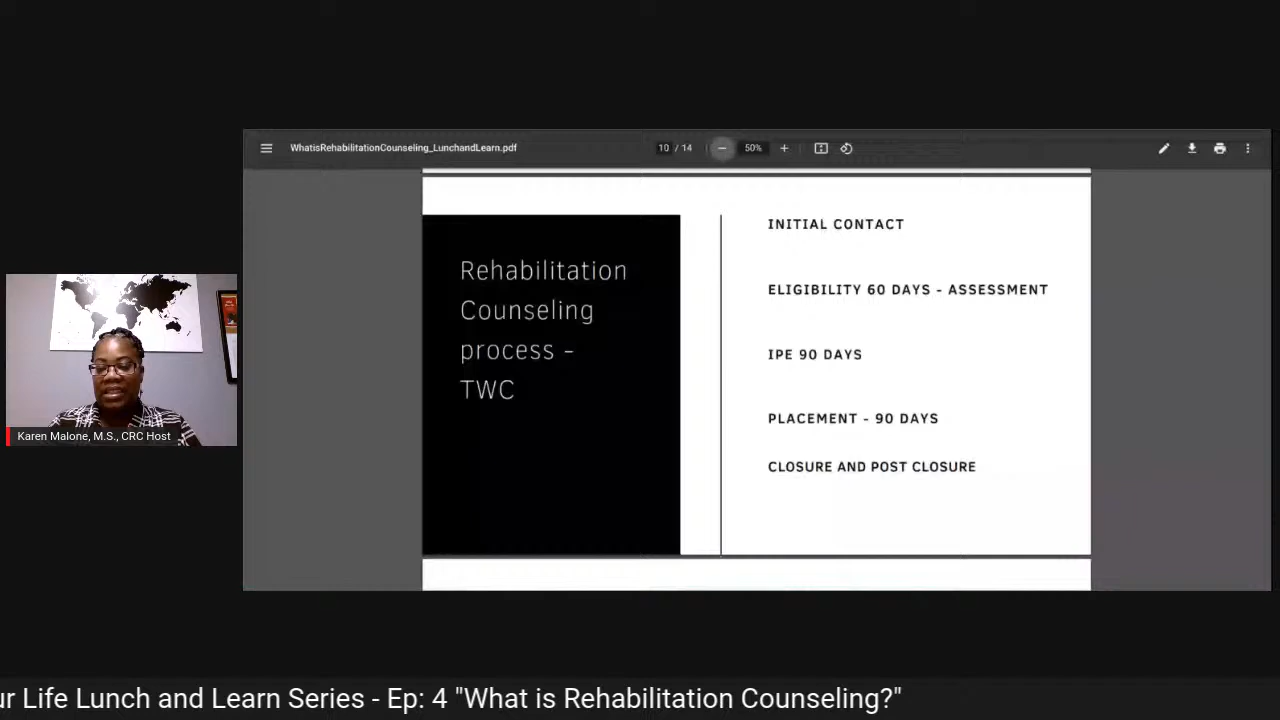 WhatisRehabilitationCounseling_LunchandLearn.pdf
10 / 14
50%
Rehabilitation
Counseling
process -
TWC
INITIAL CONTACT
ELIGIBILITY 60 DAYS - ASSESSMENT
IPE 90 DAYS
PLACEMENT - 90 DAYS
CLOSURE AND POST CLOSURE
Karen Malone, M.S., CRC Host
ur Life Lunch and Learn Series - Ep: 4 "What is Rehabilitation Counseling?"